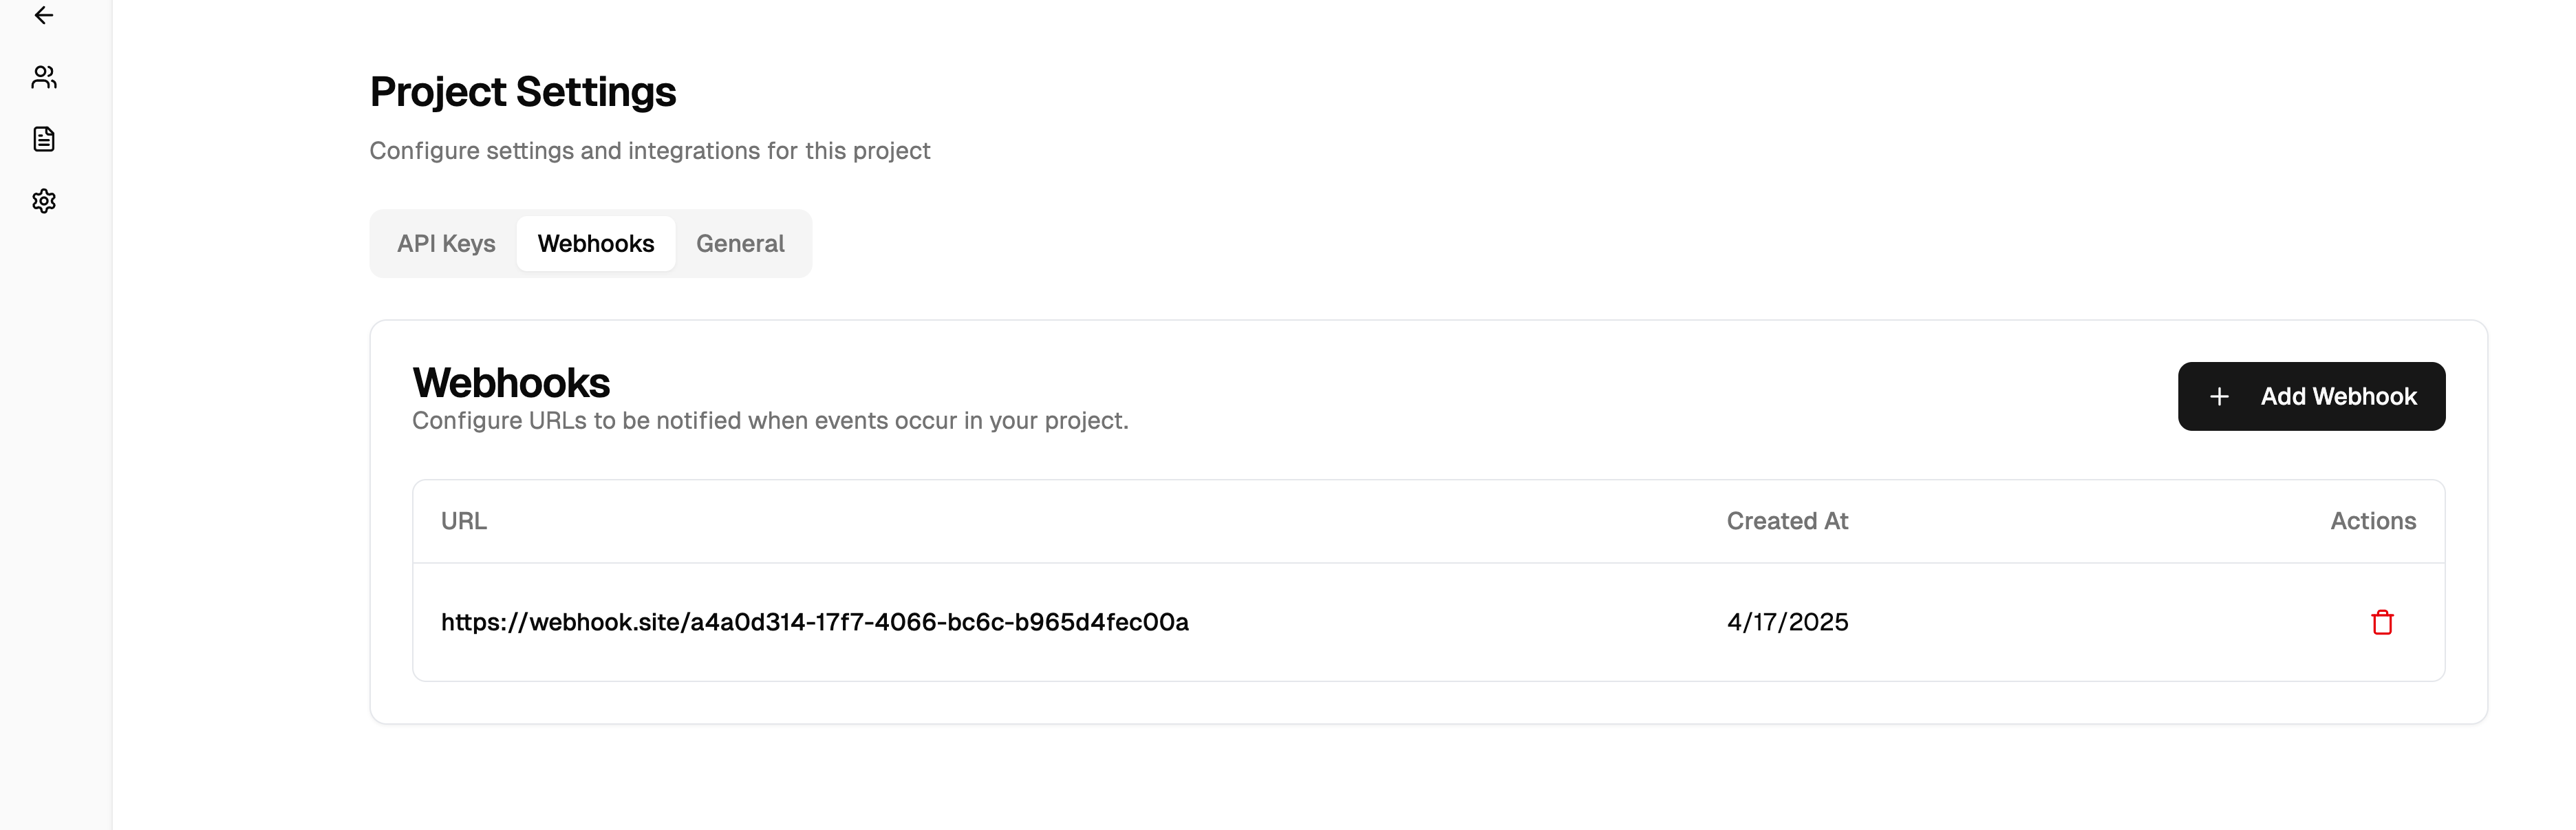 Project Settings
Configure settings and integrations for this project
API Keys Webhooks General
Webhooks
Configure URLs to be notified when events occur in your project.
Add Webhook
URL Created At Actions
https://webhook.site/a4a0d314-17f7-4066-bc6c-b965d4fec00a 4/17/2025